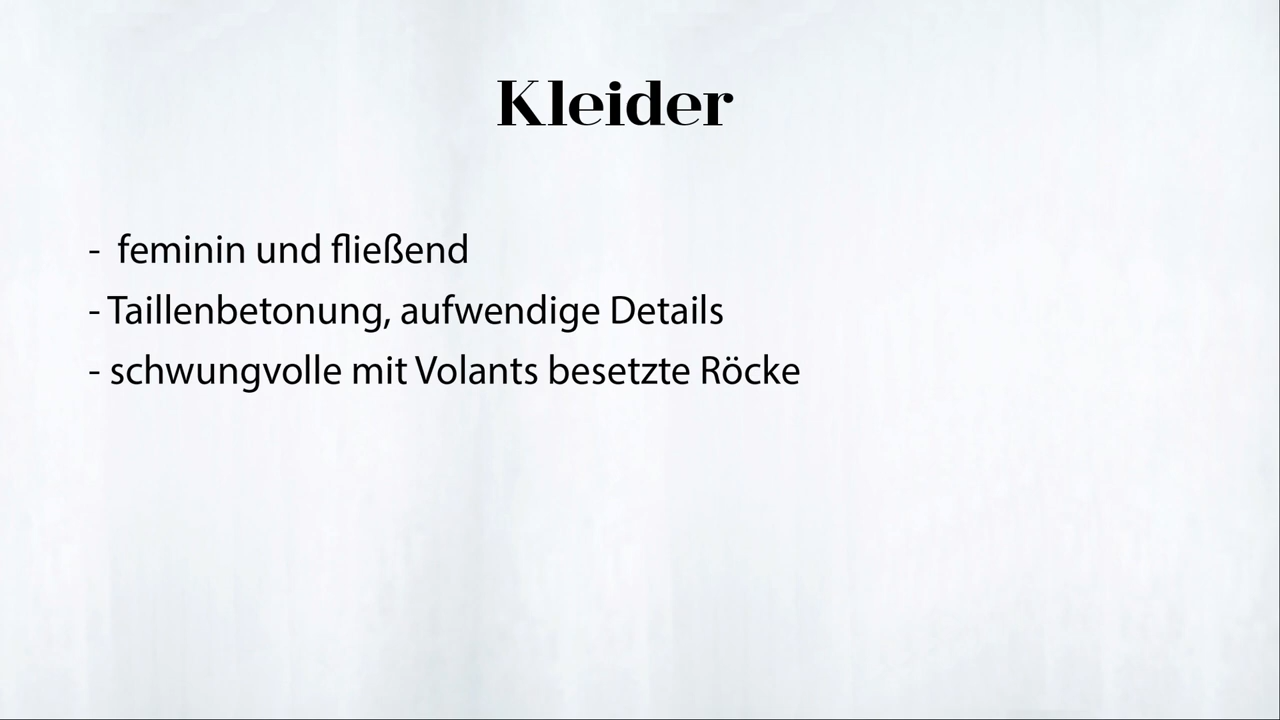 Kleider
- feminin und fließend
- Taillenbetonung, aufwendige Details
- schwungvolle mit Volants besetzte Röcke